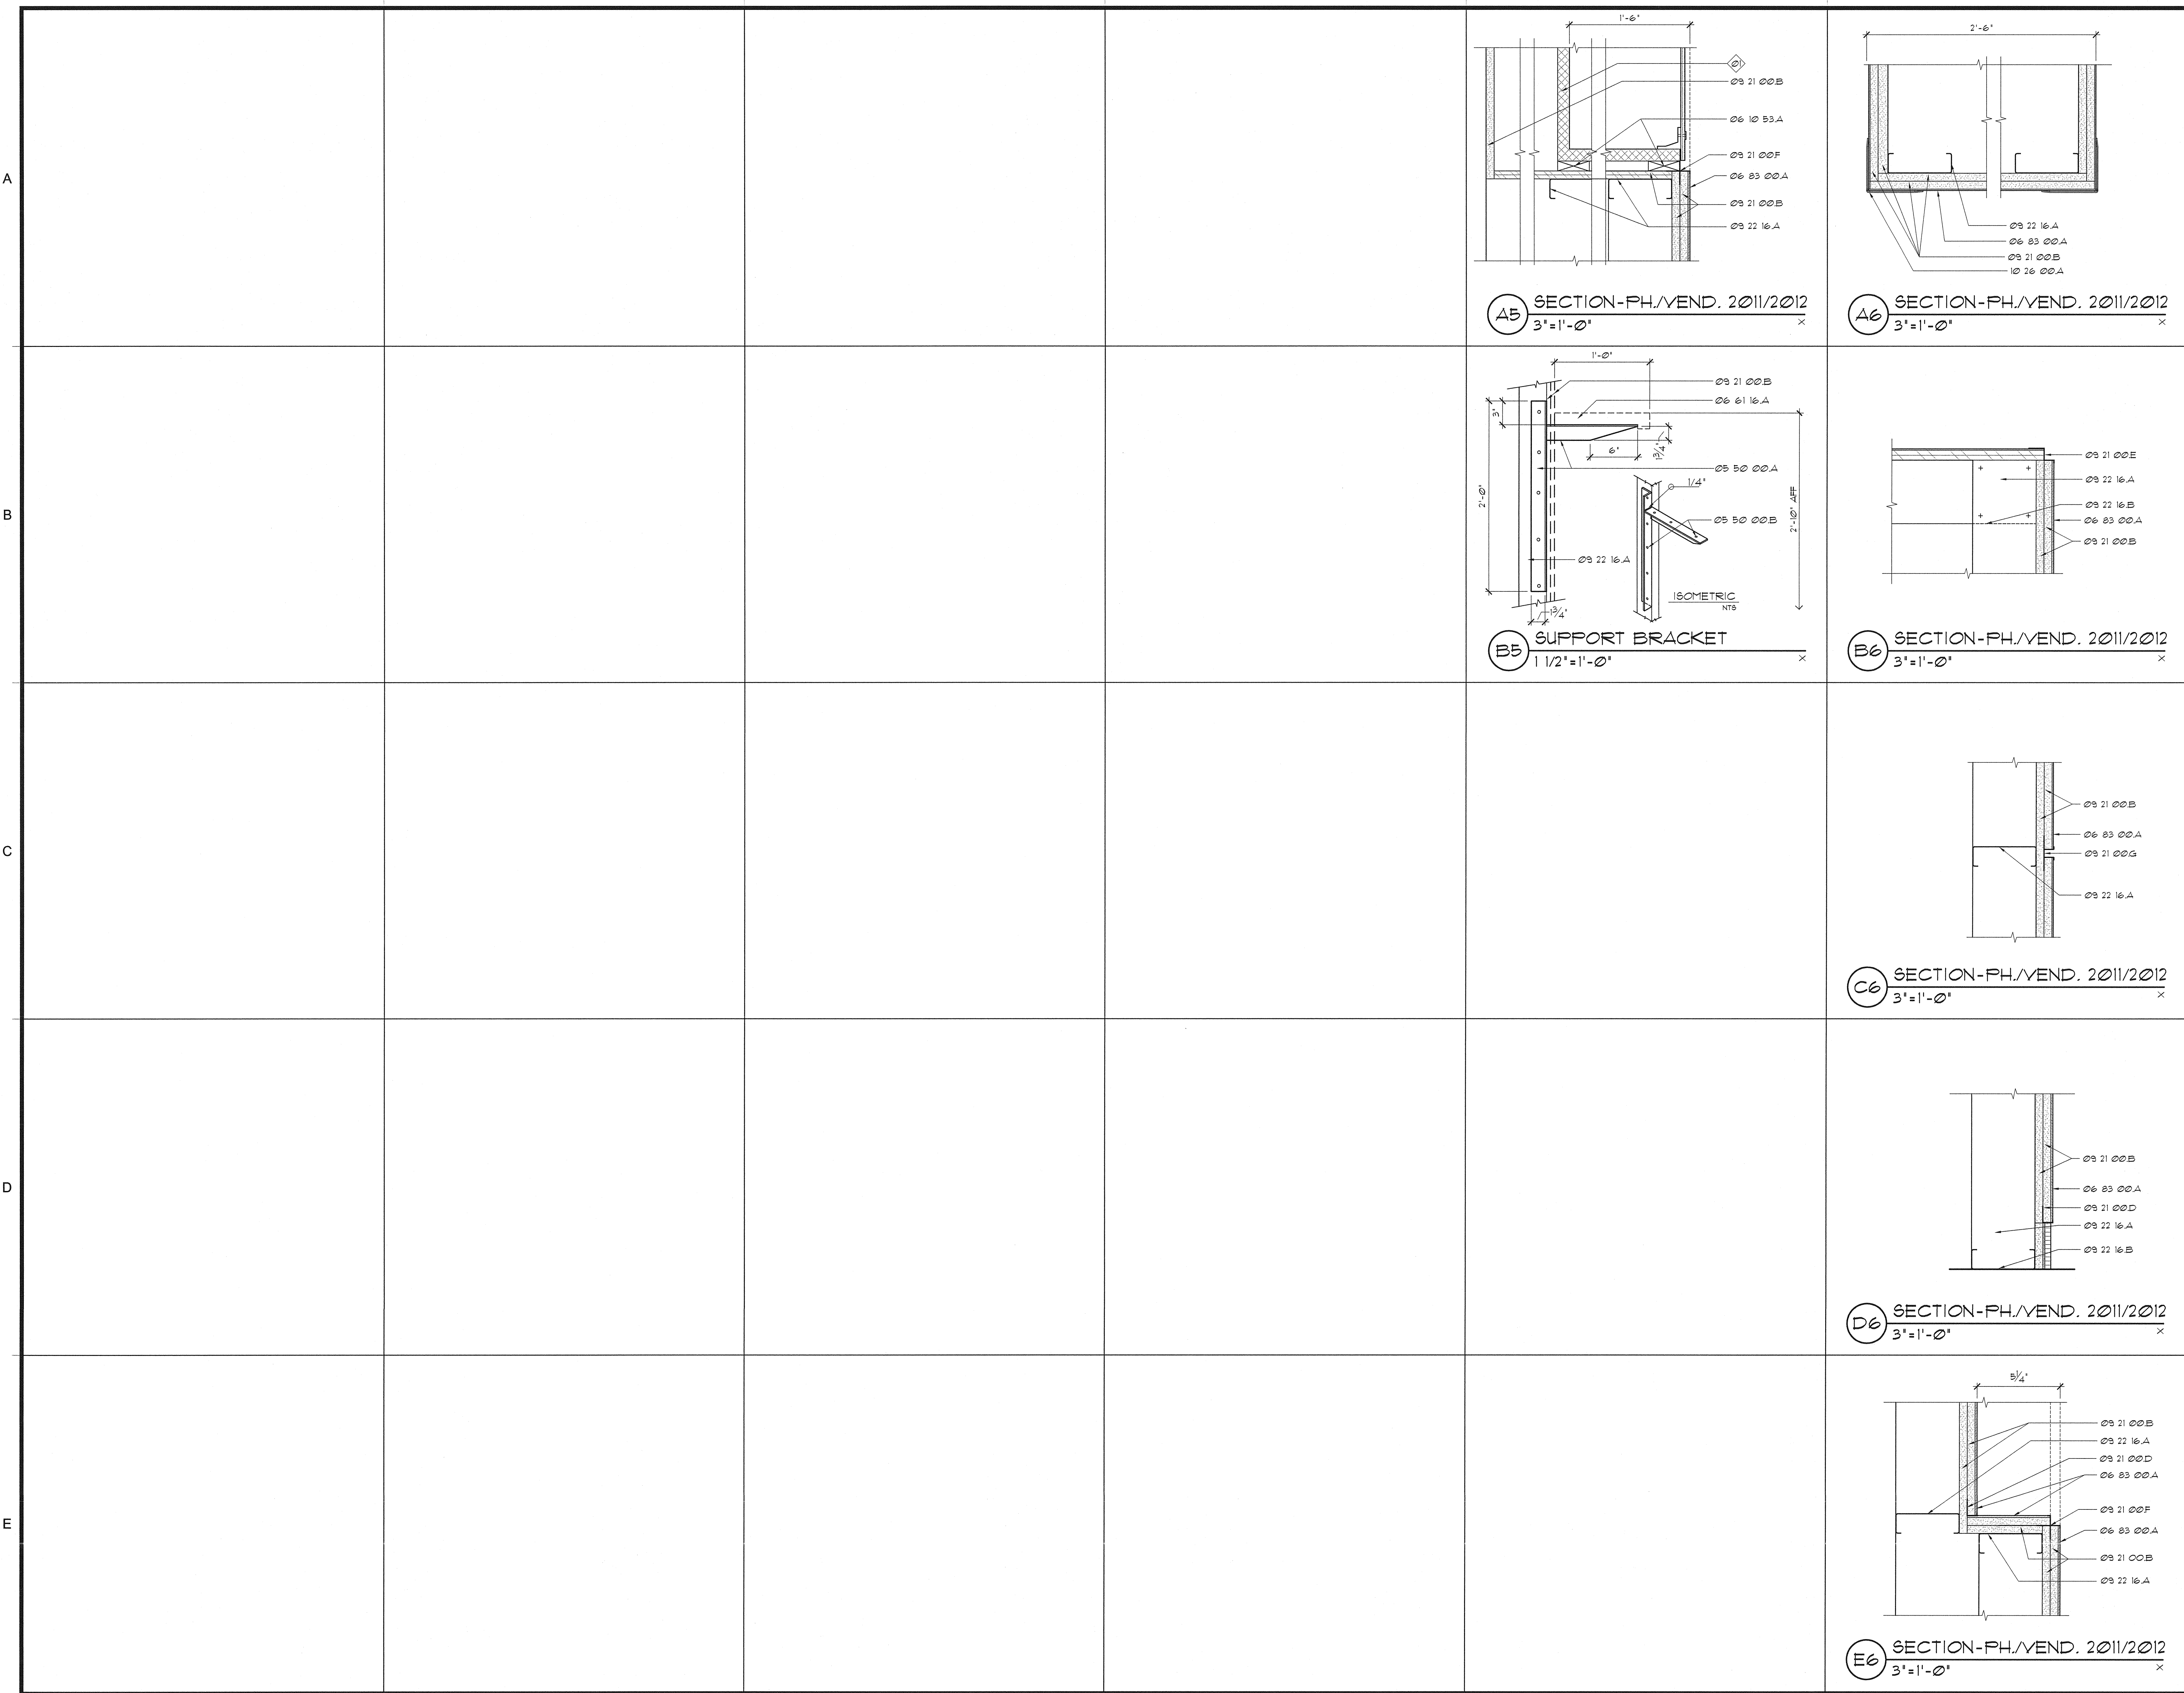 A
B
C
D
E
1'-6"
01
09 21 00.B
06 10 53.A
09 21 00.F
06 83 00.A
09 21 00.B
09 22 16.A
A5
SECTION-PH./VEND. 2011/2012
3"=1'-0"
X
2'-6"
09 22 16.A
06 83 00.A
09 21 00.B
10 26 00.A
A6
SECTION-PH./VEND. 2011/2012
3"=1'-0"
X
1'-0"
09 21 00.B
06 61 16.A
3"
6"
1 3/4"
05 50 00.A
2'-0"
1/4"
2'-10" AFF
05 50 00.B
09 22 16.A
ISOMETRIC
NTS
1 3/4"
B5
SUPPORT BRACKET
1 1/2"=1'-0"
X
09 21 00.E
09 22 16.A
09 22 16.B
06 83 00.A
09 21 00.B
B6
SECTION-PH./VEND. 2011/2012
3"=1'-0"
X
09 21 00.B
06 83 00.A
09 21 00.G
09 22 16.A
C6
SECTION-PH./VEND. 2011/2012
3"=1'-0"
X
09 21 00.B
06 83 00.A
09 21 00.D
09 22 16.A
09 22 16.B
D6
SECTION-PH./VEND. 2011/2012
3"=1'-0"
X
5 1/4"
09 21 00.B
09 22 16.A
09 21 00.D
06 83 00.A
09 21 00.F
06 83 00.A
09 21 00.B
09 22 16.A
E6
SECTION-PH./VEND. 2011/2012
3"=1'-0"
X